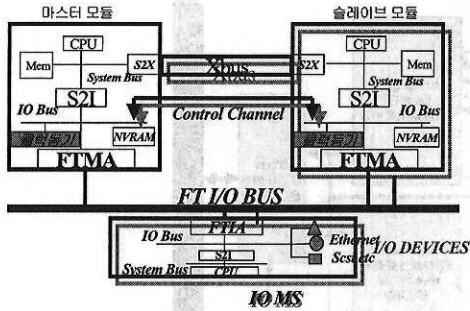 마스터 모듈
슬레이브 모듈
CPU
Mem
S2X
System Bus
S2I
IO Bus
NVRAM
FTMA
Xbus
Control Channel
CPU
S2X
Mem
System Bus
S2I
IO Bus
NVRAM
FTMA
FT I/O BUS
FTIA
IO Bus
Ethernet
I/O DEVICES
S2I
Scsi etc
System Bus
CPU
IO MS